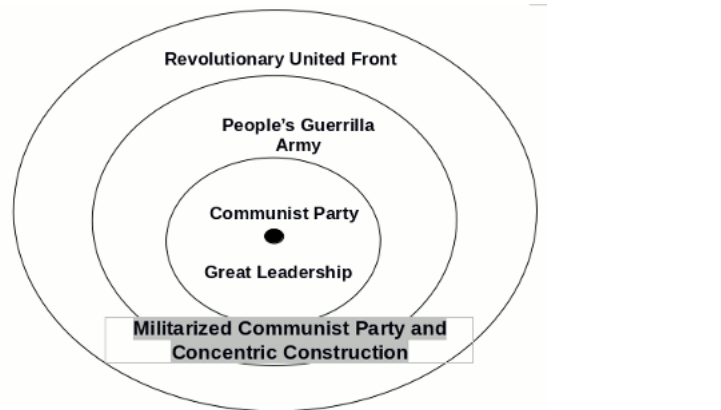 Revolutionary United Front
People’s Guerrilla
Army
Communist Party
Great Leadership
Militarized Communist Party and
Concentric Construction